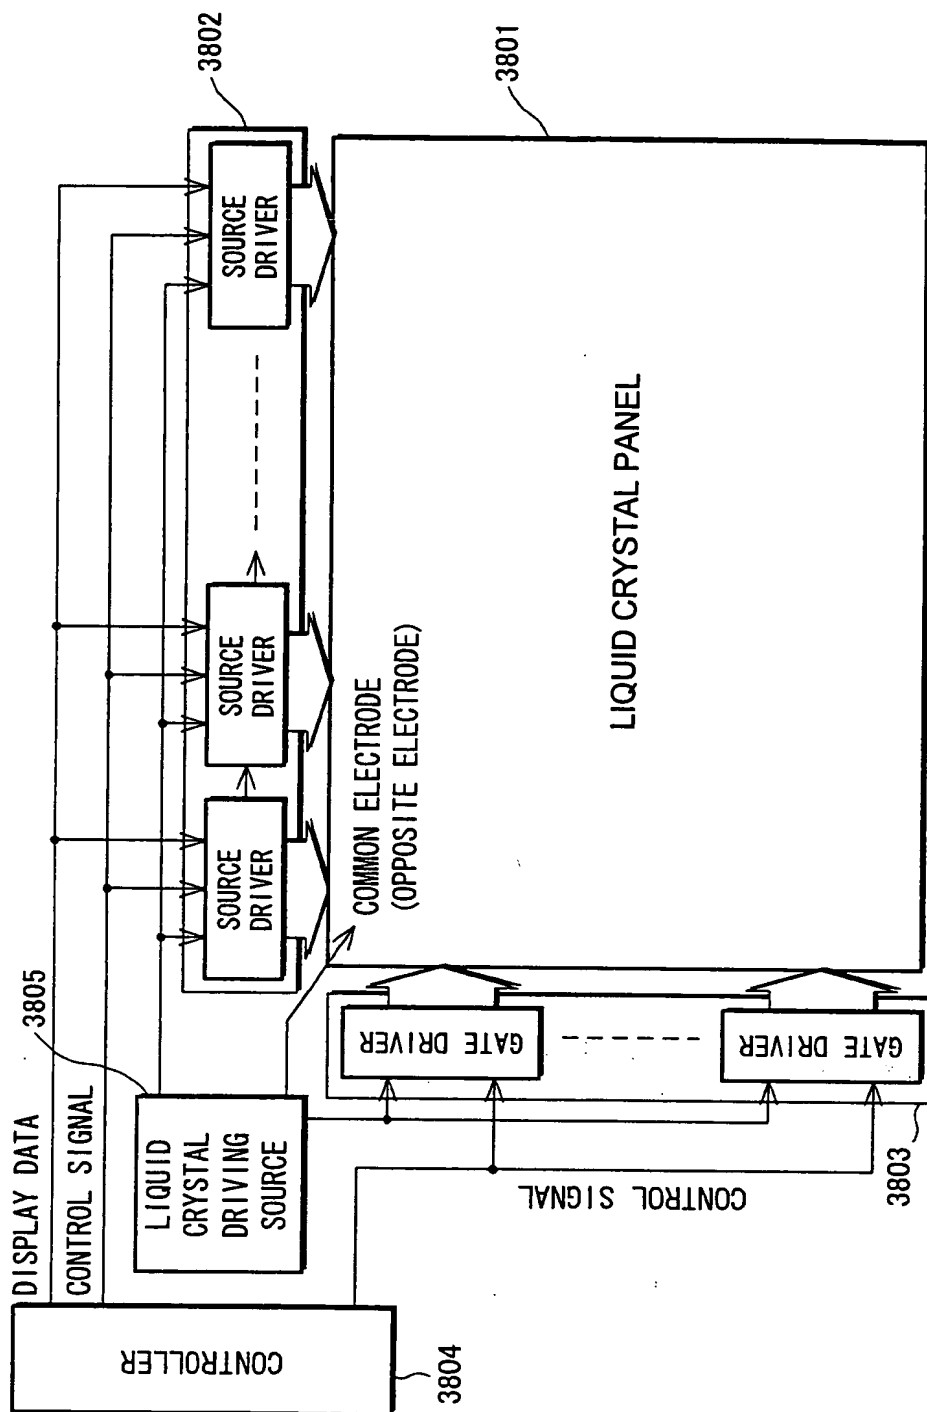 DISPLAY DATA
CONTROL SIGNAL
3805
3802
SOURCE
DRIVER
SOURCE
DRIVER
SOURCE
DRIVER
LIQUID
CRYSTAL
DRIVING
SOURCE
COMMON ELECTRODE
(OPPOSITE ELECTRODE)
3801
CONTROLLER
3804
GATE DRIVER
GATE DRIVER
CONTROL SIGNAL
3803
LIQUID CRYSTAL PANEL